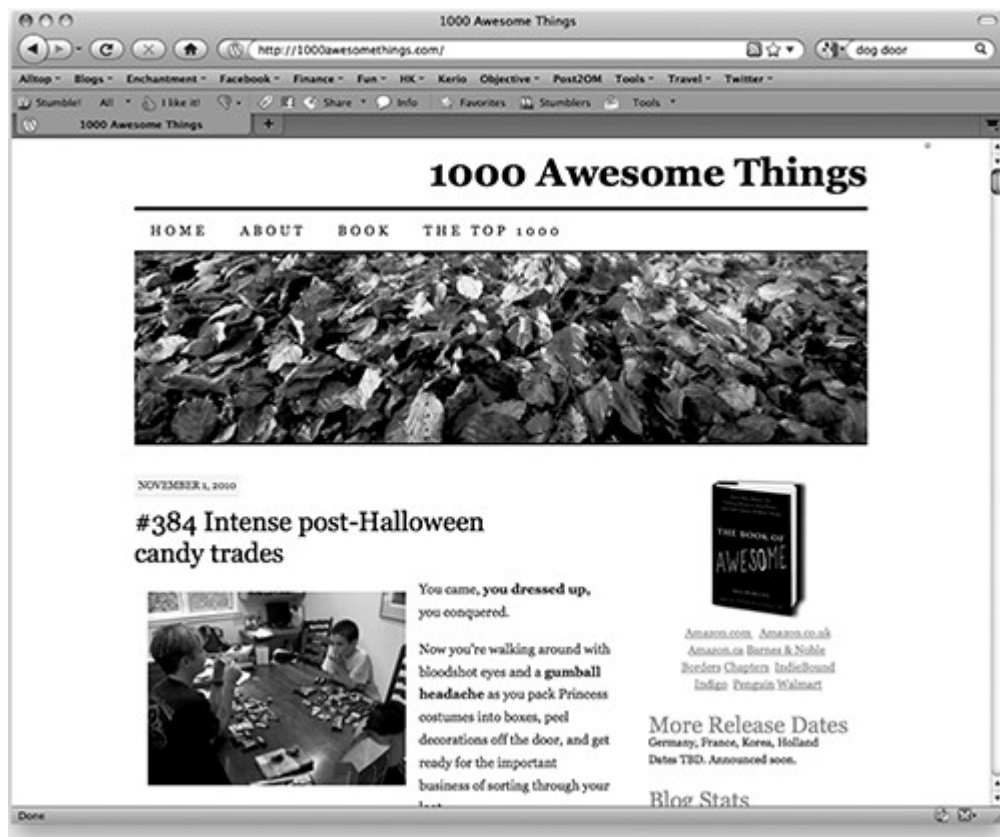 1000 Awesome Things
http://1000awesomethings.com/
dog door
Alltop Blogs Enchantment Facebook Finance Fun HK Kerio Objective Post2OM Tools Travel Twitter
Stumble! All I like it! Share Info Favorites Stumblers Tools
1000 Awesome Things +
1000 Awesome Things
HOME ABOUT BOOK THE TOP 1000
NOVEMBER 1, 2010
#384 Intense post-Halloween
candy trades
You came, you dressed up,
you conquered.
Now you're walking around with
bloodshot eyes and a gumball
headache as you pack Princess
costumes into boxes, peel
decorations off the door, and get
ready for the important
business of sorting through your
THE BOOK OF
AWESOME
Amazon.com Amazon.co.uk
Amazon.ca Barnes & Noble
Borders Chapters IndieBound
Indigo Penguin Walmart
More Release Dates
Germany, France, Korea, Holland
Dates TBD. Announced soon.
Blog Stats
Done